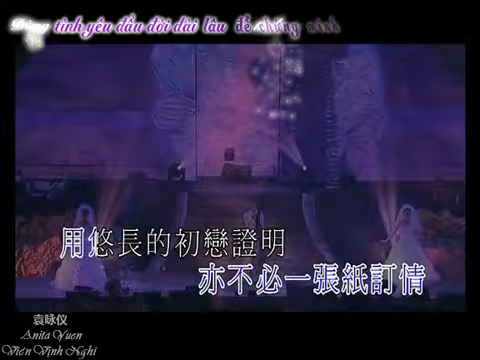 Dùng tình yêu đầu đời dài lâu để chứng minh
用悠長的初戀證明
亦不必一張紙訂情
袁咏仪
Anita Yuen
Viên Vịnh Nghi